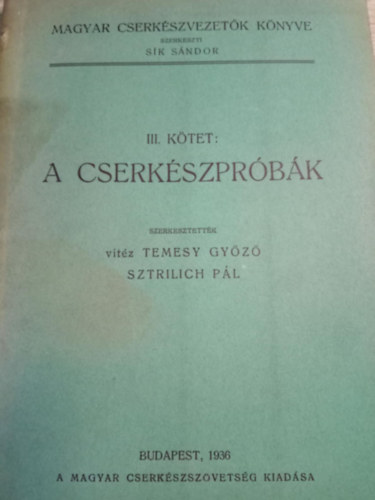 MAGYAR CSERKÉSZVEZETŐK KÖNYVE
SZERKESZTI
SÍK SÁNDOR
III. KÖTET:
A CSERKÉSZPRÓBÁK
SZERKESZTETTÉK
vitéz TEMESY GYŐZŐ
SZTRILICH PÁL
BUDAPEST, 1936
A MAGYAR CSERKÉSZSZÖVETSÉG KIADÁSA